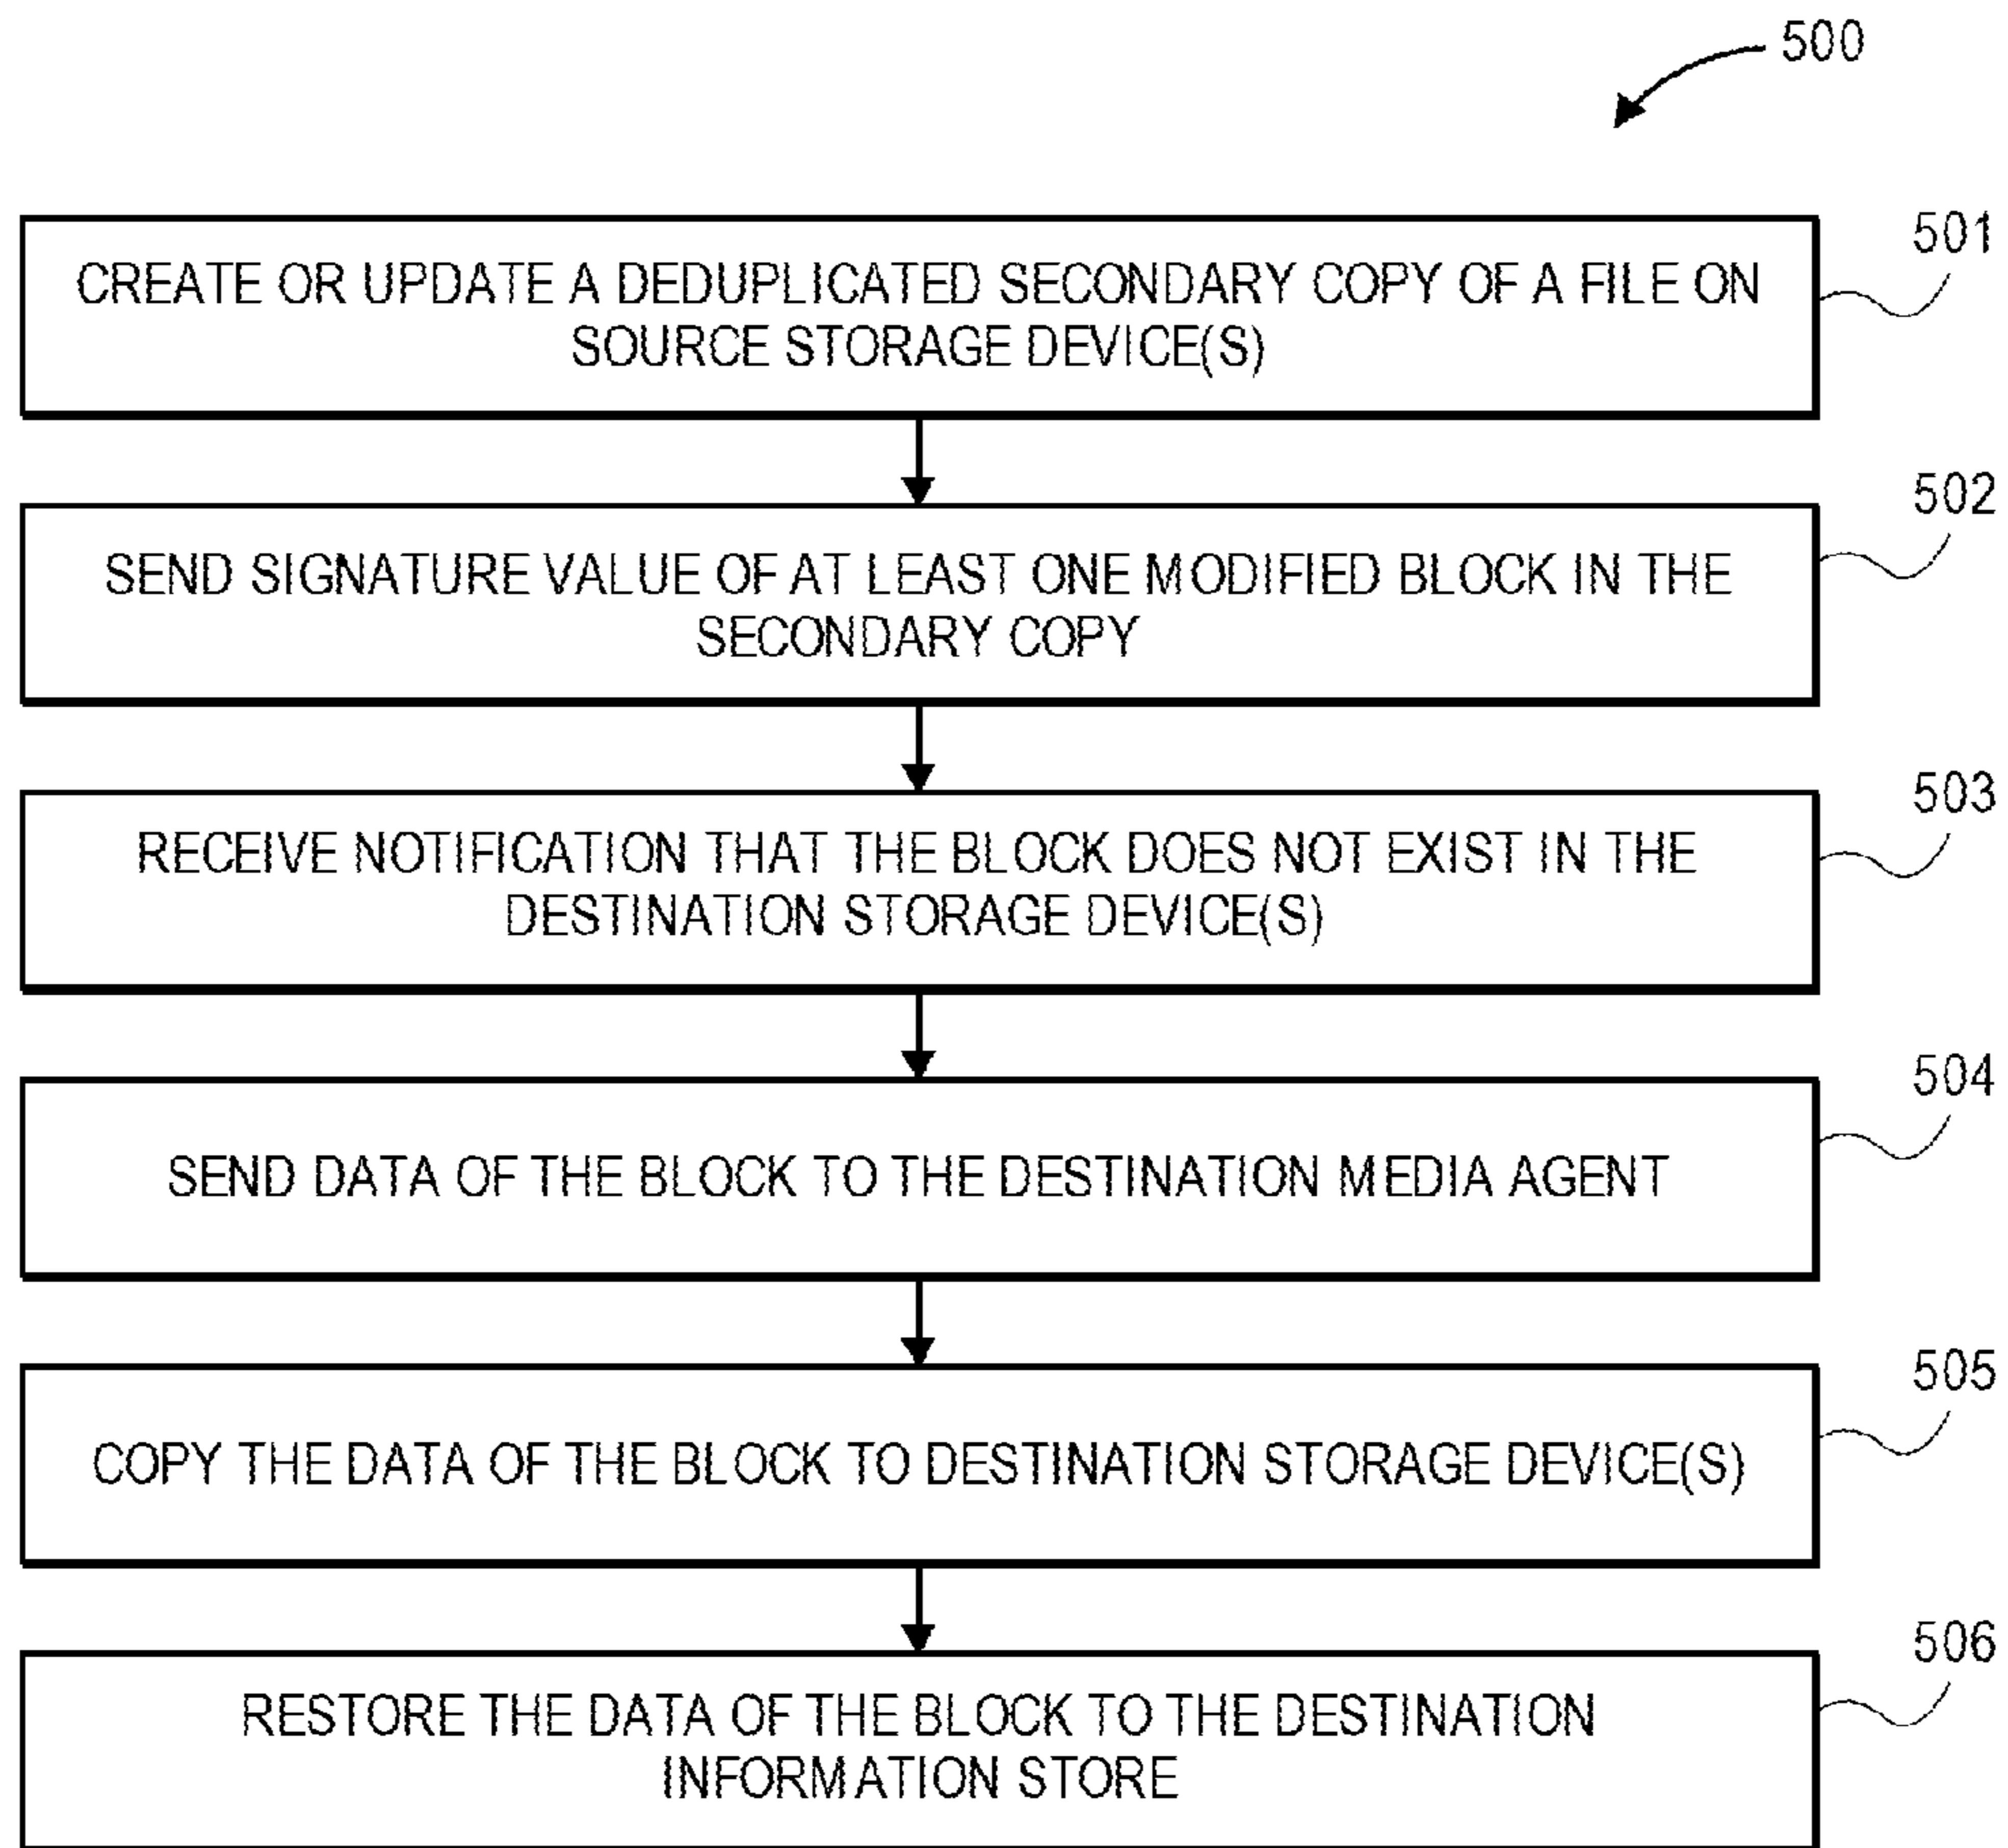 500
501
CREATE OR UPDATE A DEDUPLICATED SECONDARY COPY OF A FILE ON
SOURCE STORAGE DEVICE(S)
502
SEND SIGNATURE VALUE OF AT LEAST ONE MODIFIED BLOCK IN THE
SECONDARY COPY
503
RECEIVE NOTIFICATION THAT THE BLOCK DOES NOT EXIST IN THE
DESTINATION STORAGE DEVICE(S)
504
SEND DATA OF THE BLOCK TO THE DESTINATION MEDIA AGENT
505
COPY THE DATA OF THE BLOCK TO DESTINATION STORAGE DEVICE(S)
506
RESTORE THE DATA OF THE BLOCK TO THE DESTINATION
INFORMATION STORE